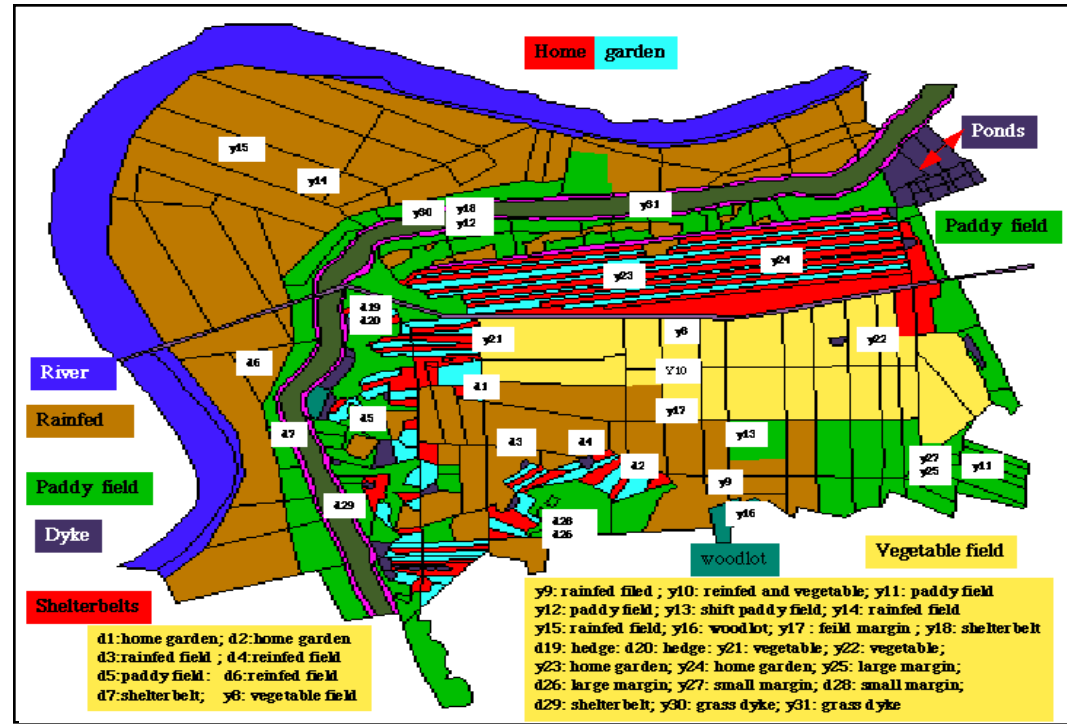 Home garden
Ponds
y15
y14
y30
y18
y12
y31
Paddy field
y24
y23
d19
d20
y21
y8
y22
d6
River
Y10
d1
Rainfed
y17
d5
d7
d3
d4
y13
d2
y27
y25
y11
Paddy field
y9
d29
y16
d28
d26
Dyke
woodlot
Vegetable field
Shelterbelts
d1:home garden; d2:home garden
d3:rainfed field ; d4:reinfed field
d5:paddy field: d6:reinfed field
d7:shelterbelt; y8: vegetable field
y9: rainfed filed ; y10: reinfed and vegetable; y11: paddy field
y12: paddy field; y13: shift paddy field; y14: rainfed field
y15: rainfed field; y16: woodlot; y17 : feild margin ; y18: shelterbelt
d19: hedge: d20: hedge: y21: vegetable; y22: vegetable;
y23: home garden; y24: home garden; y25: large margin;
d26: large margin; y27: small margin; d28: small margin;
d29: shelterbelt; y30: grass dyke; y31: grass dyke